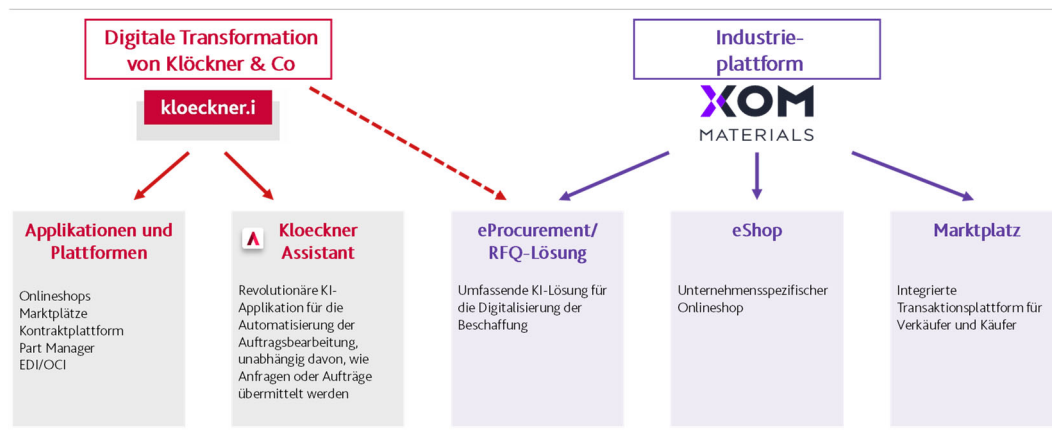 Digitale Transformation
von Klöckner & Co
kloeckner.i
Industrie-
plattform
XOM
MATERIALS
Applikationen und
Plattformen
Onlineshops
Marktplätze
Kontraktplattform
Part Manager
EDI/OCI
Kloeckner
Assistant
Revolutionäre KI-
Applikation für die
Automatisierung der
Auftragsbearbeitung,
unabhängig davon, wie
Anfragen oder Aufträge
übermittelt werden
eProcurement/
RFQ-Lösung
Umfassende KI-Lösung für
die Digitalisierung der
Beschaffung
eShop
Unternehmensspezifischer
Onlineshop
Marktplatz
Integrierte
Transaktionsplattform für
Verkäufer und Käufer